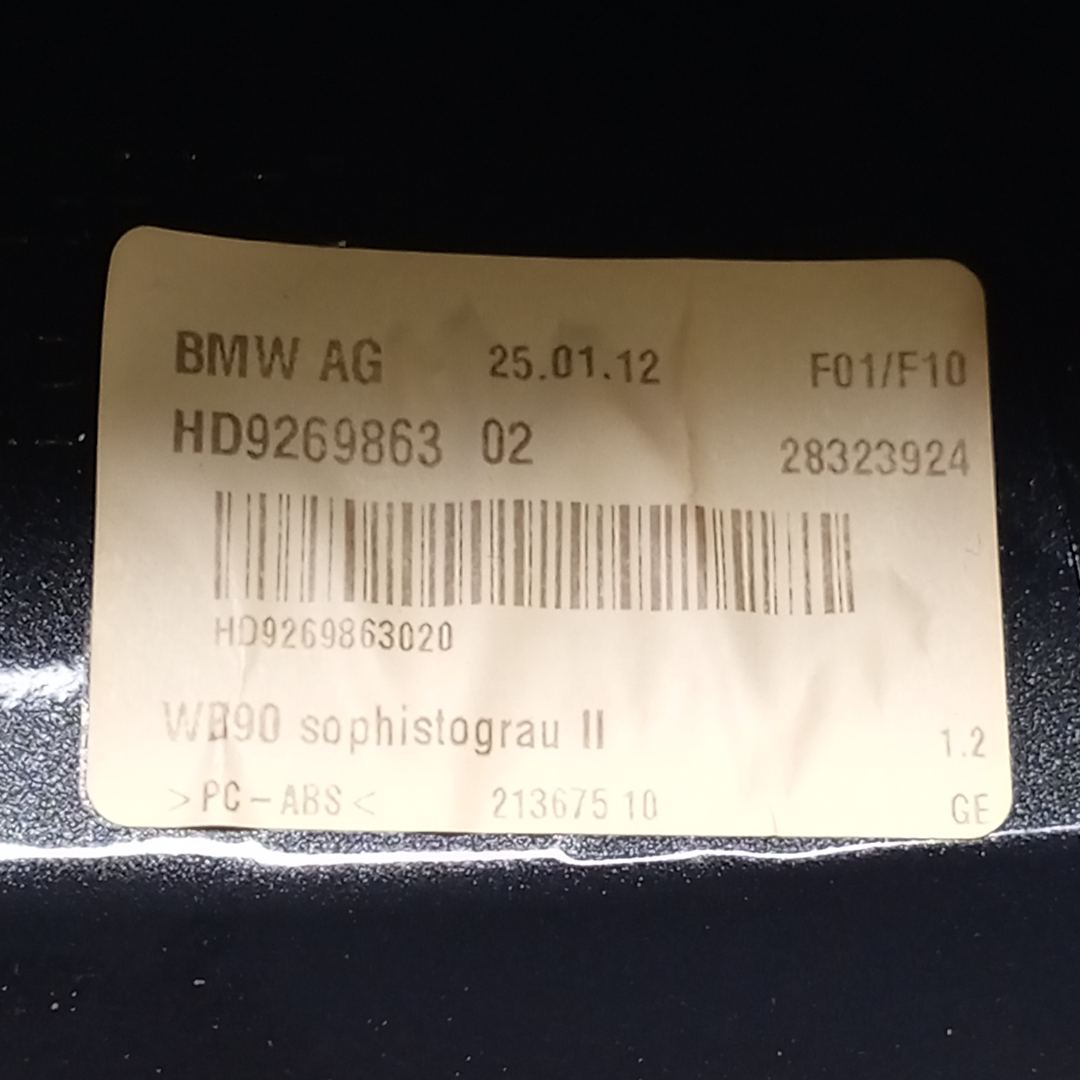 BMW AG 25.01.12 F01/F10
HD9269863 02 28323924
HD9269863020
WB90 sophistograu II 1.2
>PC-ABS< 213675 10 GE